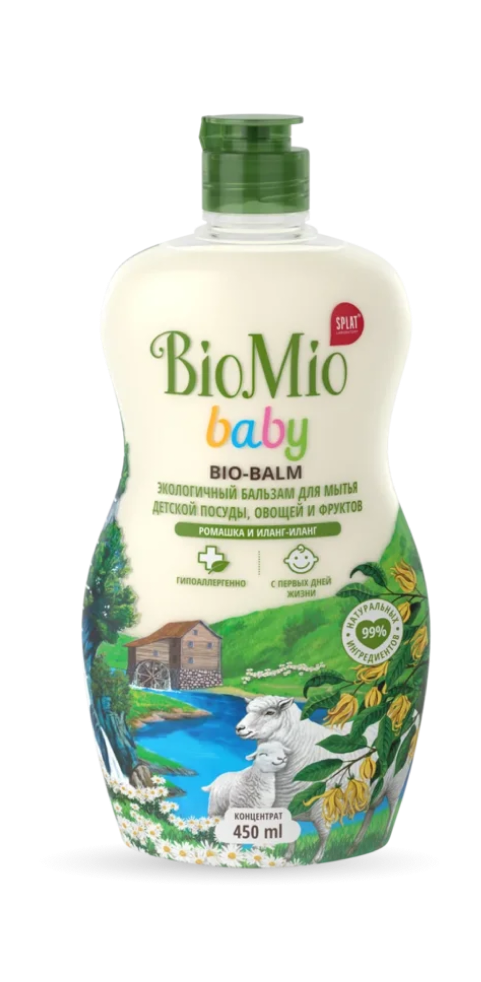 SPLAT
BioMio
baby
BIO-BALM
ЭКОЛОГИЧНЫЙ БАЛЬЗАМ ДЛЯ МЫТЬЯ
ДЕТСКОЙ ПОСУДЫ, ОВОЩЕЙ И ФРУКТОВ
РОМАШКА И ИЛАНГ-ИЛАНГ
ГИПОАЛЛЕРГЕННО
С ПЕРВЫХ ДНЕЙ
ЖИЗНИ
НАТУРАЛЬНЫХ
99%
ИНГРЕДИЕНТОВ
КОНЦЕНТРАТ
450 ml